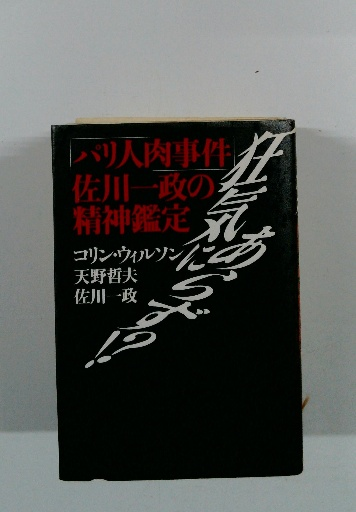 「パリ人肉事件」
佐川一政の
精神鑑定
狂気にあらず!?
コリン・ウィルソン
天野哲夫
佐川一政